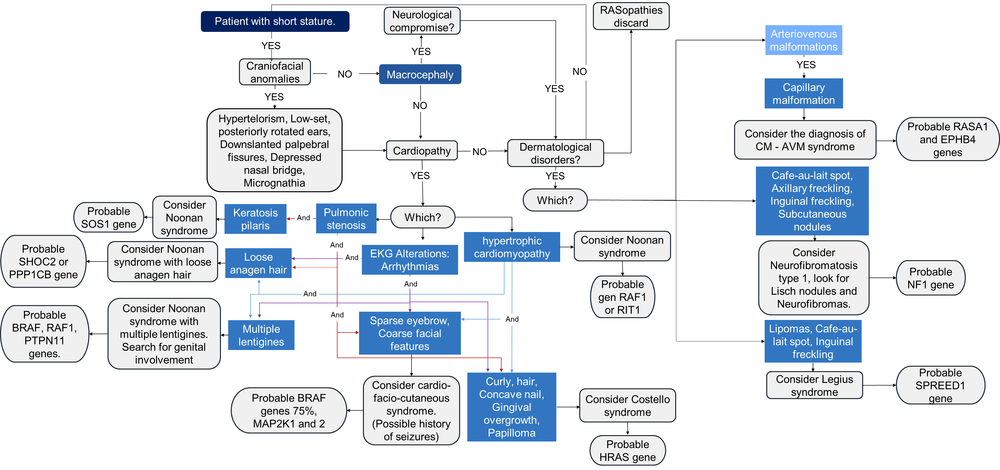 Patient with short stature.
YES
Craniofacial
anomalies
NO
YES
Hypertelorism, Low-set,
posteriorly rotated ears,
Downslanted palpebral
fissures, Depressed
nasal bridge,
Micrognathia
Neurological
compromise?
YES
Macrocephaly
NO
Cardiopathy
NO
YES
YES
NO
Dermatological
disorders?
YES
Which?
RASopathies
discard
Arteriovenous
malformations
YES
Capillary
malformation
Consider the diagnosis of
CM - AVM syndrome
Probable RASA1
and EPHB4
genes
Cafe-au-lait spot,
Axillary freckling,
Inguinal freckling,
Subcutaneous
nodules
Consider
Neurofibromatosis
type 1, look for
Lisch nodules and
Neurofibromas.
Probable
NF1 gene
Lipomas, Cafe-au-
lait spot, Inguinal
freckling
Consider Legius
syndrome
Probable
SPREED1
gene
Which?
Pulmonic
stenosis
And
Keratosis
pilaris
Consider
Noonan
syndrome
Probable
SOS1 gene
And
EKG Alterations:
Arrhythmias
And
Loose
anagen hair
Consider Noonan
syndrome with loose
anagen hair
Probable
SHOC2 or
PPP1CB gene
hypertrophic
cardiomyopathy
Consider Noonan
syndrome
Probable
gen RAF1
or RIT1
And
And
And
And
Multiple
lentigines
Consider Noonan
syndrome with
multiple lentigines.
Search for genital
involvement
Probable
BRAF, RAF1,
PTPN11
genes.
Sparse eyebrow,
Coarse facial
features
Consider cardio-
facio-cutaneous
syndrome.
(Possible history
of seizures)
Probable BRAF
genes 75%,
MAP2K1 and 2
Curly, hair,
Concave nail,
Gingival
overgrowth,
Papilloma
Consider Costello
syndrome
Probable
HRAS gene